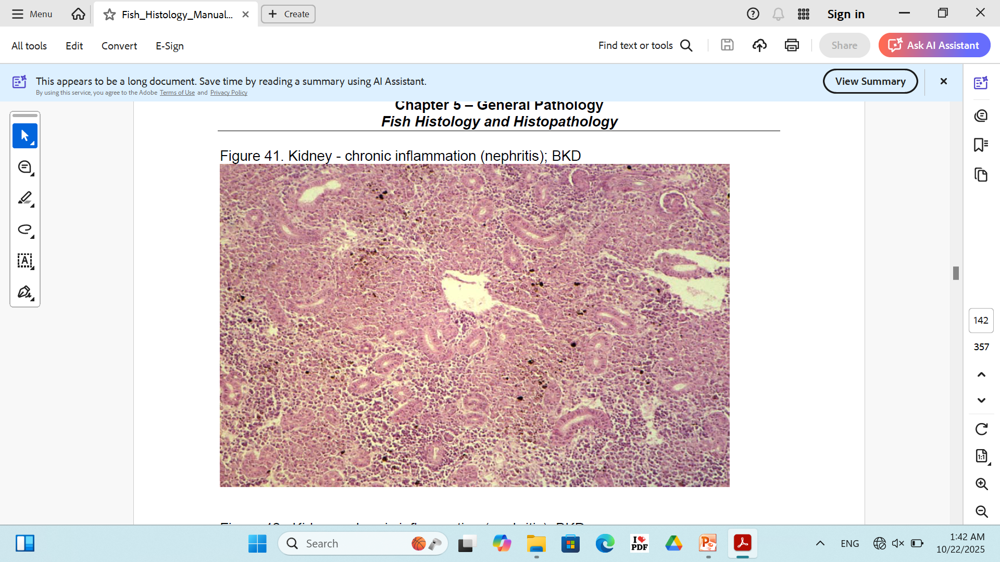 Menu
Fish_Histology_Manual...
Create
Sign in
All tools
Edit
Convert
E-Sign
Find text or tools
Share
Ask AI Assistant
This appears to be a long document. Save time by reading a summary using AI Assistant.
By using this service, you agree to the Adobe Terms of Use and Privacy Policy
View Summary
Chapter 5 – General Pathology
Fish Histology and Histopathology
Figure 41. Kidney - chronic inflammation (nephritis); BKD
A
142
357
1:1
Search
I
PDF
P
ENG
1:42 AM
10/22/2025